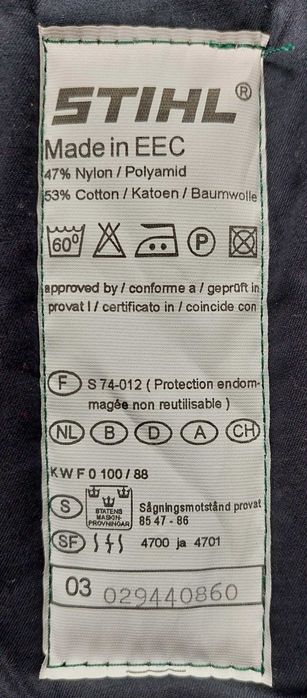 STIHL®
Made in EEC
47% Nylon / Polyamid
53% Cotton / Katoen / Baumwolle
60° P
approved by / conforme a / geprüft in
provat I / certificato in / coincide con
F S 74-012 ( Protection endom-
magée non reutilisable )
NL B D A CH
KWF 0 100 / 88
S STATENS MASKIN- PROVNINGAR Sågningsmotstånd provat
85 47 - 86
SF 4700 ja 4701
03 029440860